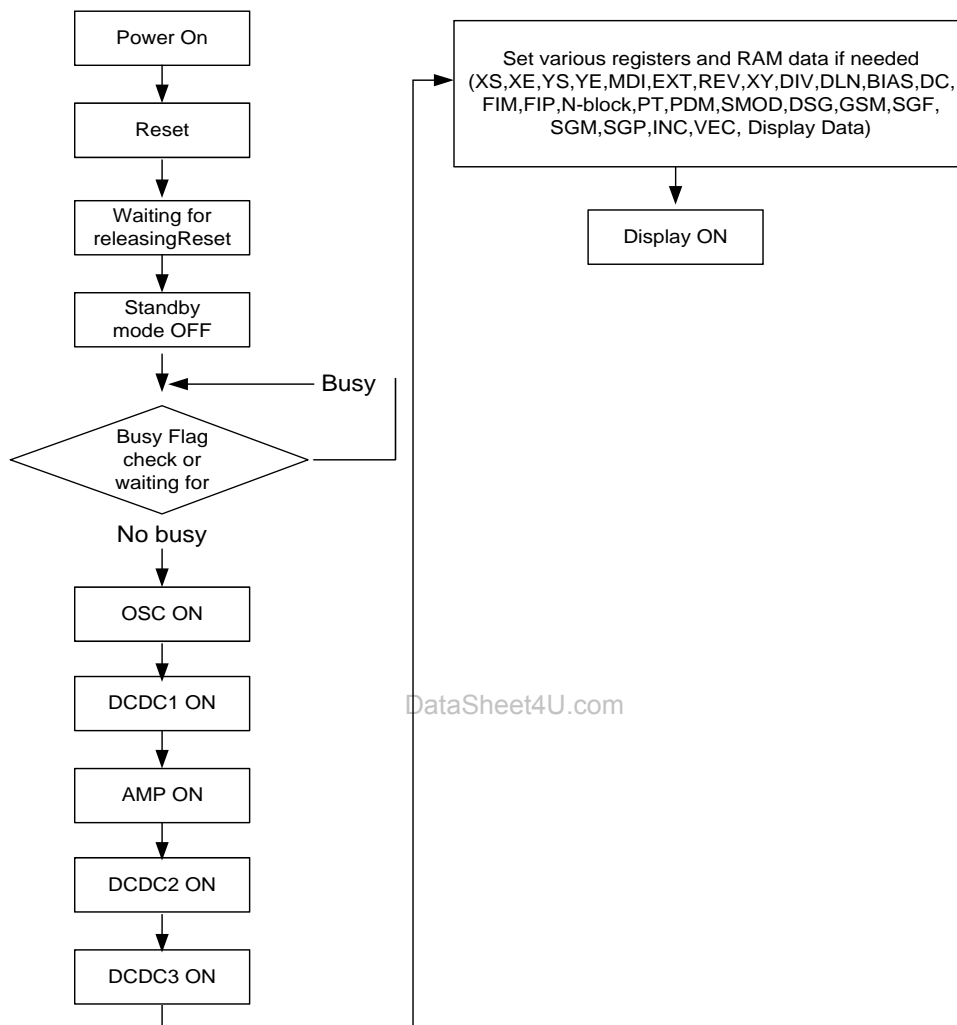 Power On
Reset
Waiting for
releasingReset
Standby
mode OFF
Busy
Busy Flag
check or
waiting for
No busy
OSC ON
DCDC1 ON
AMP ON
DCDC2 ON
DCDC3 ON
Set various registers and RAM data if needed
(XS,XE,YS,YE,MDI,EXT,REV,XY,DIV,DLN,BIAS,DC,
FIM,FIP,N-block,PT,PDM,SMOD,DSG,GSM,SGF,
SGM,SGP,INC,VEC, Display Data)
Display ON
DataSheet4U.com